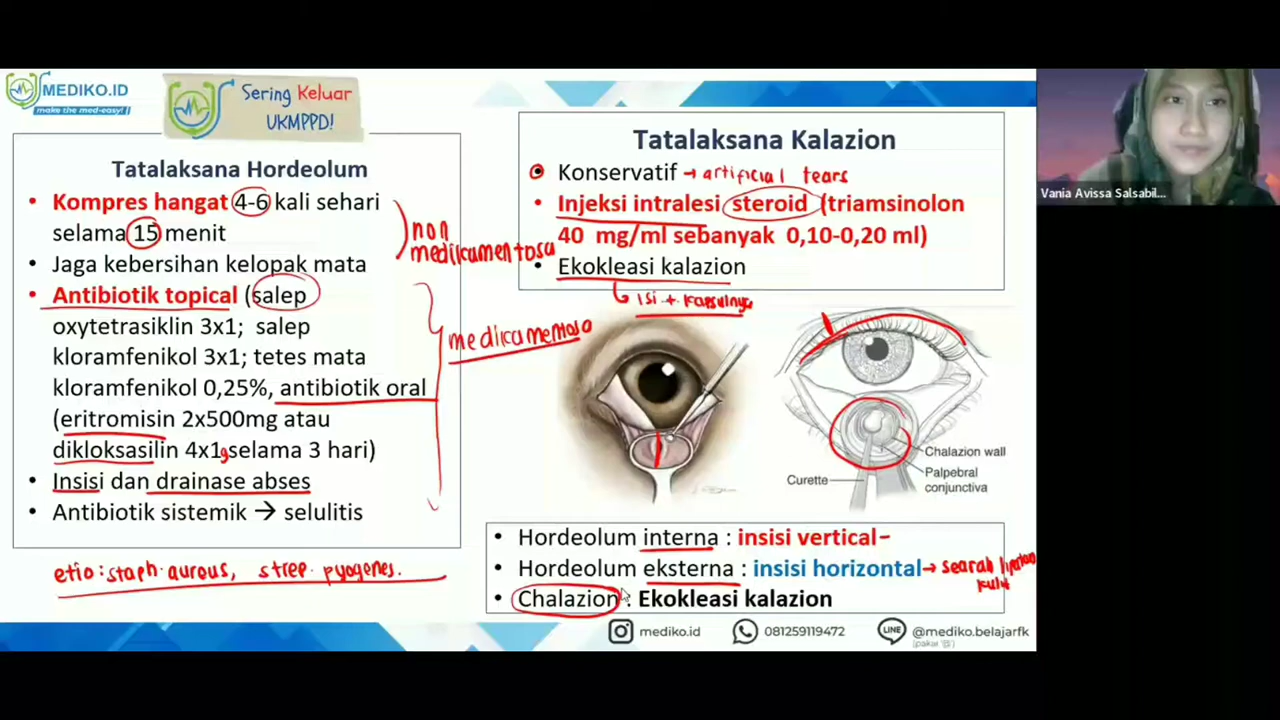 MEDIKO.ID
make the med-easy!
Sering Keluar
UKMPPD!
Tatalaksana Hordeolum
• Kompres hangat 4-6 kali sehari
selama 15 menit
• Jaga kebersihan kelopak mata
• Antibiotik topical (salep
oxytetrasiklin 3x1; salep
kloramfenikol 3x1; tetes mata
kloramfenikol 0,25%, antibiotik oral
(eritromisin 2x500mg atau
dikloksasilin 4x1, selama 3 hari)
• Insisi dan drainase abses
• Antibiotik sistemik → selulitis
non
medikamentosa
medicamentosa
etio: staph. aurous, strep. pyogenes.
Tatalaksana Kalazion
• Konservatif → artificial tears
• Injeksi intralesi steroid (triamsinolon
40 mg/ml sebanyak 0,10-0,20 ml)
• Ekokleasi kalazion
isi + kapsulnya
Chalazion wall
Palpebral
conjunctiva
Curette
• Hordeolum interna : insisi vertical
• Hordeolum eksterna : insisi horizontal → searah lipatan
kulit
• Chalazion : Ekokleasi kalazion
mediko.id
081259119472
LINE
@mediko.belajarfk
(pakai '@')
Vania Avissa Salsabil...